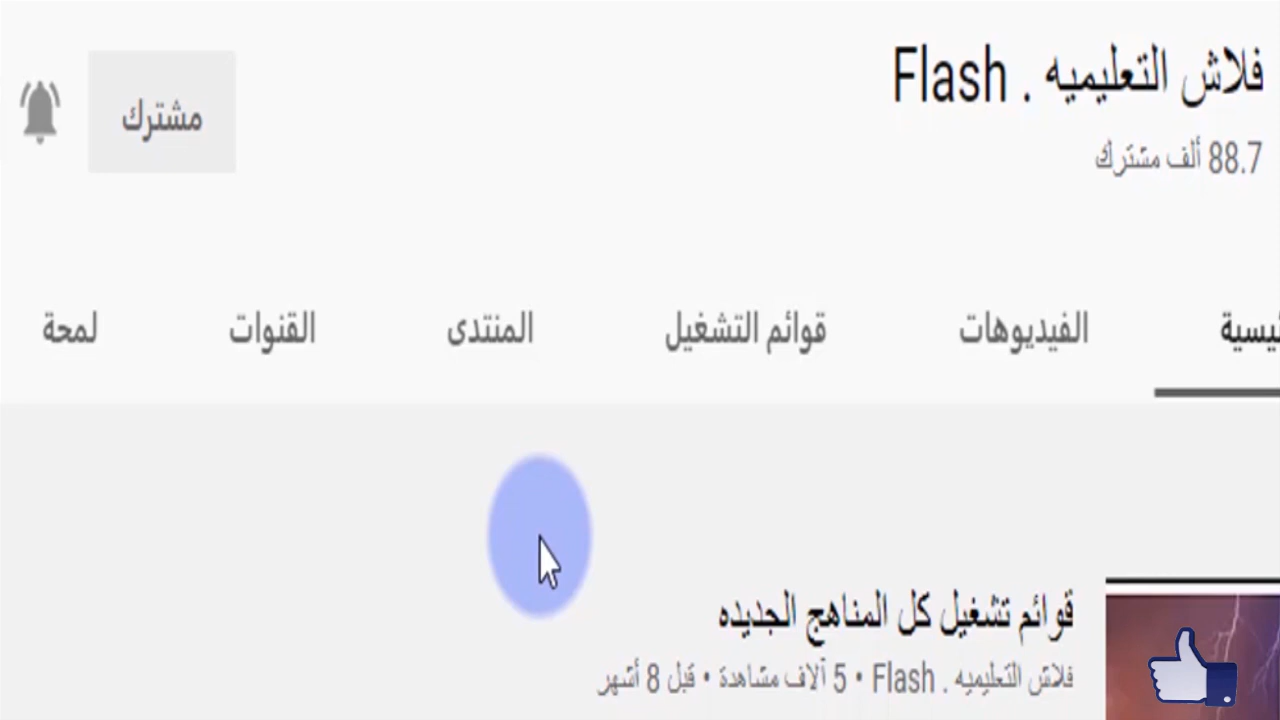 فلاش التعليميه . Flash
88.7 ألف مشترك
مشترك
الفيديوهات
قوائم التشغيل
المنتدى
القنوات
لمحة
قوائم تشغيل كل المناهج الجديده
فلاش التعليميه . Flash • 5 آلاف مشاهدة • قبل 8 أشهر